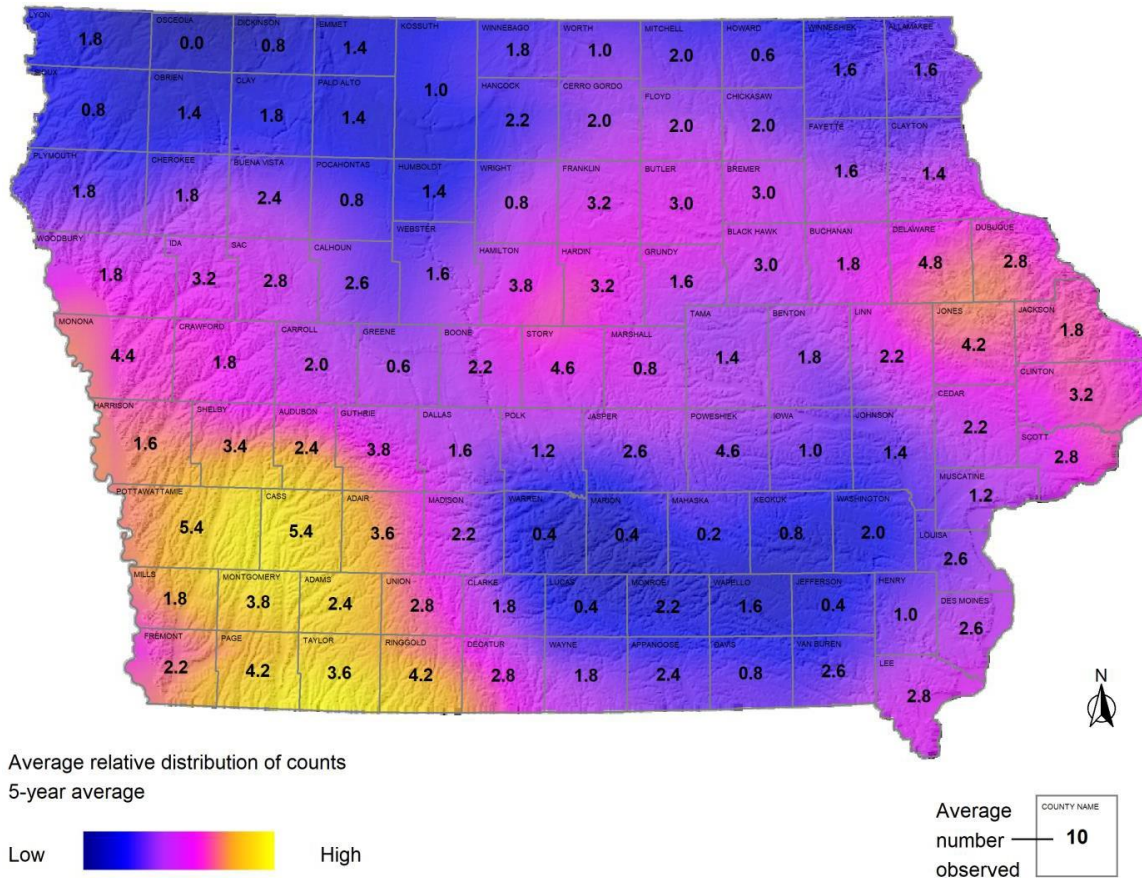 LYON OSCEOLA DICKINSON EMMET KOSSUTH WINNEBAGO WORTH MITCHELL HOWARD WINNESHIEK ALLAMAKEE
1.8 0.0 0.8 1.4 1.0 1.8 1.0 2.0 0.6 1.6 1.6
SIOUX OBRIEN CLAY PALO ALTO HANCOCK CERRO GORDO FLOYD CHICKASAW FAYETTE CLAYTON
0.8 1.4 1.8 1.4 2.2 2.0 2.0 2.0 1.6 1.4
PLYMOUTH CHEROKEE BUENA VISTA POCAHONTAS HUMBOLDT WRIGHT FRANKLIN BUTLER BREMER
1.8 1.8 2.4 0.8 1.4 0.8 3.2 3.0 3.0
WOODBURY IDA SAC CALHOUN WEBSTER HAMILTON HARDIN GRUNDY BLACK HAWK BUCHANAN DELAWARE DUBUQUE
1.8 3.2 2.8 2.6 1.6 3.8 3.2 1.6 3.0 1.8 4.8 2.8
MONONA CRAWFORD CARROLL GREENE BOONE STORY MARSHALL TAMA BENTON LINN JONES JACKSON
4.4 1.8 2.0 0.6 2.2 4.6 0.8 1.4 1.8 2.2 4.2 1.8
CLINTON
3.2
HARRISON SHELBY AUDUBON GUTHRIE DALLAS POLK JASPER POWESHIEK IOWA JOHNSON CEDAR SCOTT
1.6 3.4 2.4 3.8 1.6 1.2 2.6 4.6 1.0 1.4 2.2 2.8
POTTAWATTAMIE CASS ADAIR MADISON WARREN MARION MAHASKA KEOKUK WASHINGTON MUSCATINE
5.4 5.4 3.6 2.2 0.4 0.4 0.2 0.8 2.0 1.2
LOUISA
2.6
MILLS MONTGOMERY ADAMS UNION CLARKE LUCAS MONROE WAPELLO JEFFERSON HENRY DES MOINES
1.8 3.8 2.4 2.8 1.8 0.4 2.2 1.6 0.4 1.0 2.6
FREMONT PAGE TAYLOR RINGGOLD DECATUR WAYNE APPANOOSE DAVIS VAN BUREN LEE
2.2 4.2 3.6 4.2 2.8 1.8 2.4 0.8 2.6 2.8
N
Average relative distribution of counts
5-year average
Low High
Average
number
observed
COUNTY NAME
10